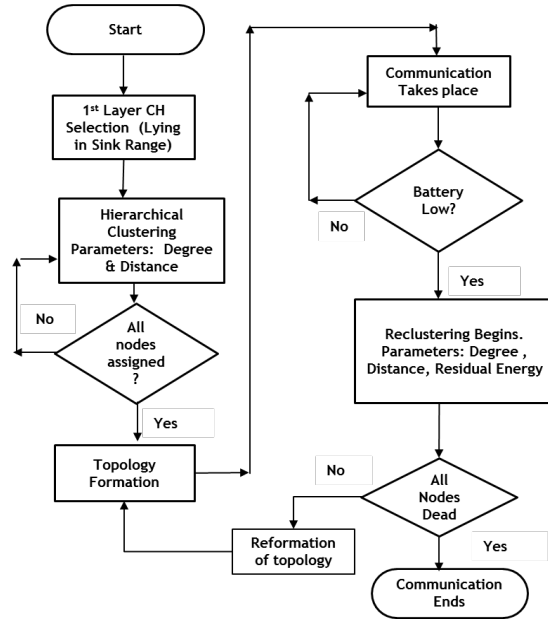 Start
1st Layer CH
Selection (Lying
in Sink Range)
Hierarchical
Clustering
Parameters: Degree
& Distance
No
All
nodes
assigned
?
Yes
Topology
Formation
Communication
Takes place
Battery
Low?
No
Yes
Reclustering Begins.
Parameters: Degree ,
Distance, Residual Energy
No
All
Nodes
Dead
Reformation
of topology
Yes
Communication
Ends